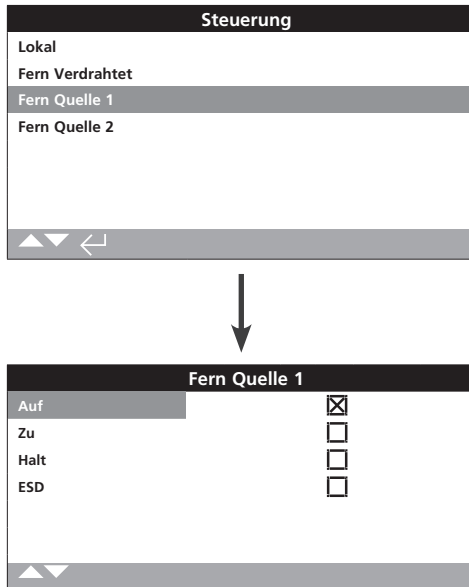 Steuerung
Lokal
Fern Verdrahtet
Fern Quelle 1
Fern Quelle 2
Fern Quelle 1
Auf
Zu
Halt
ESD